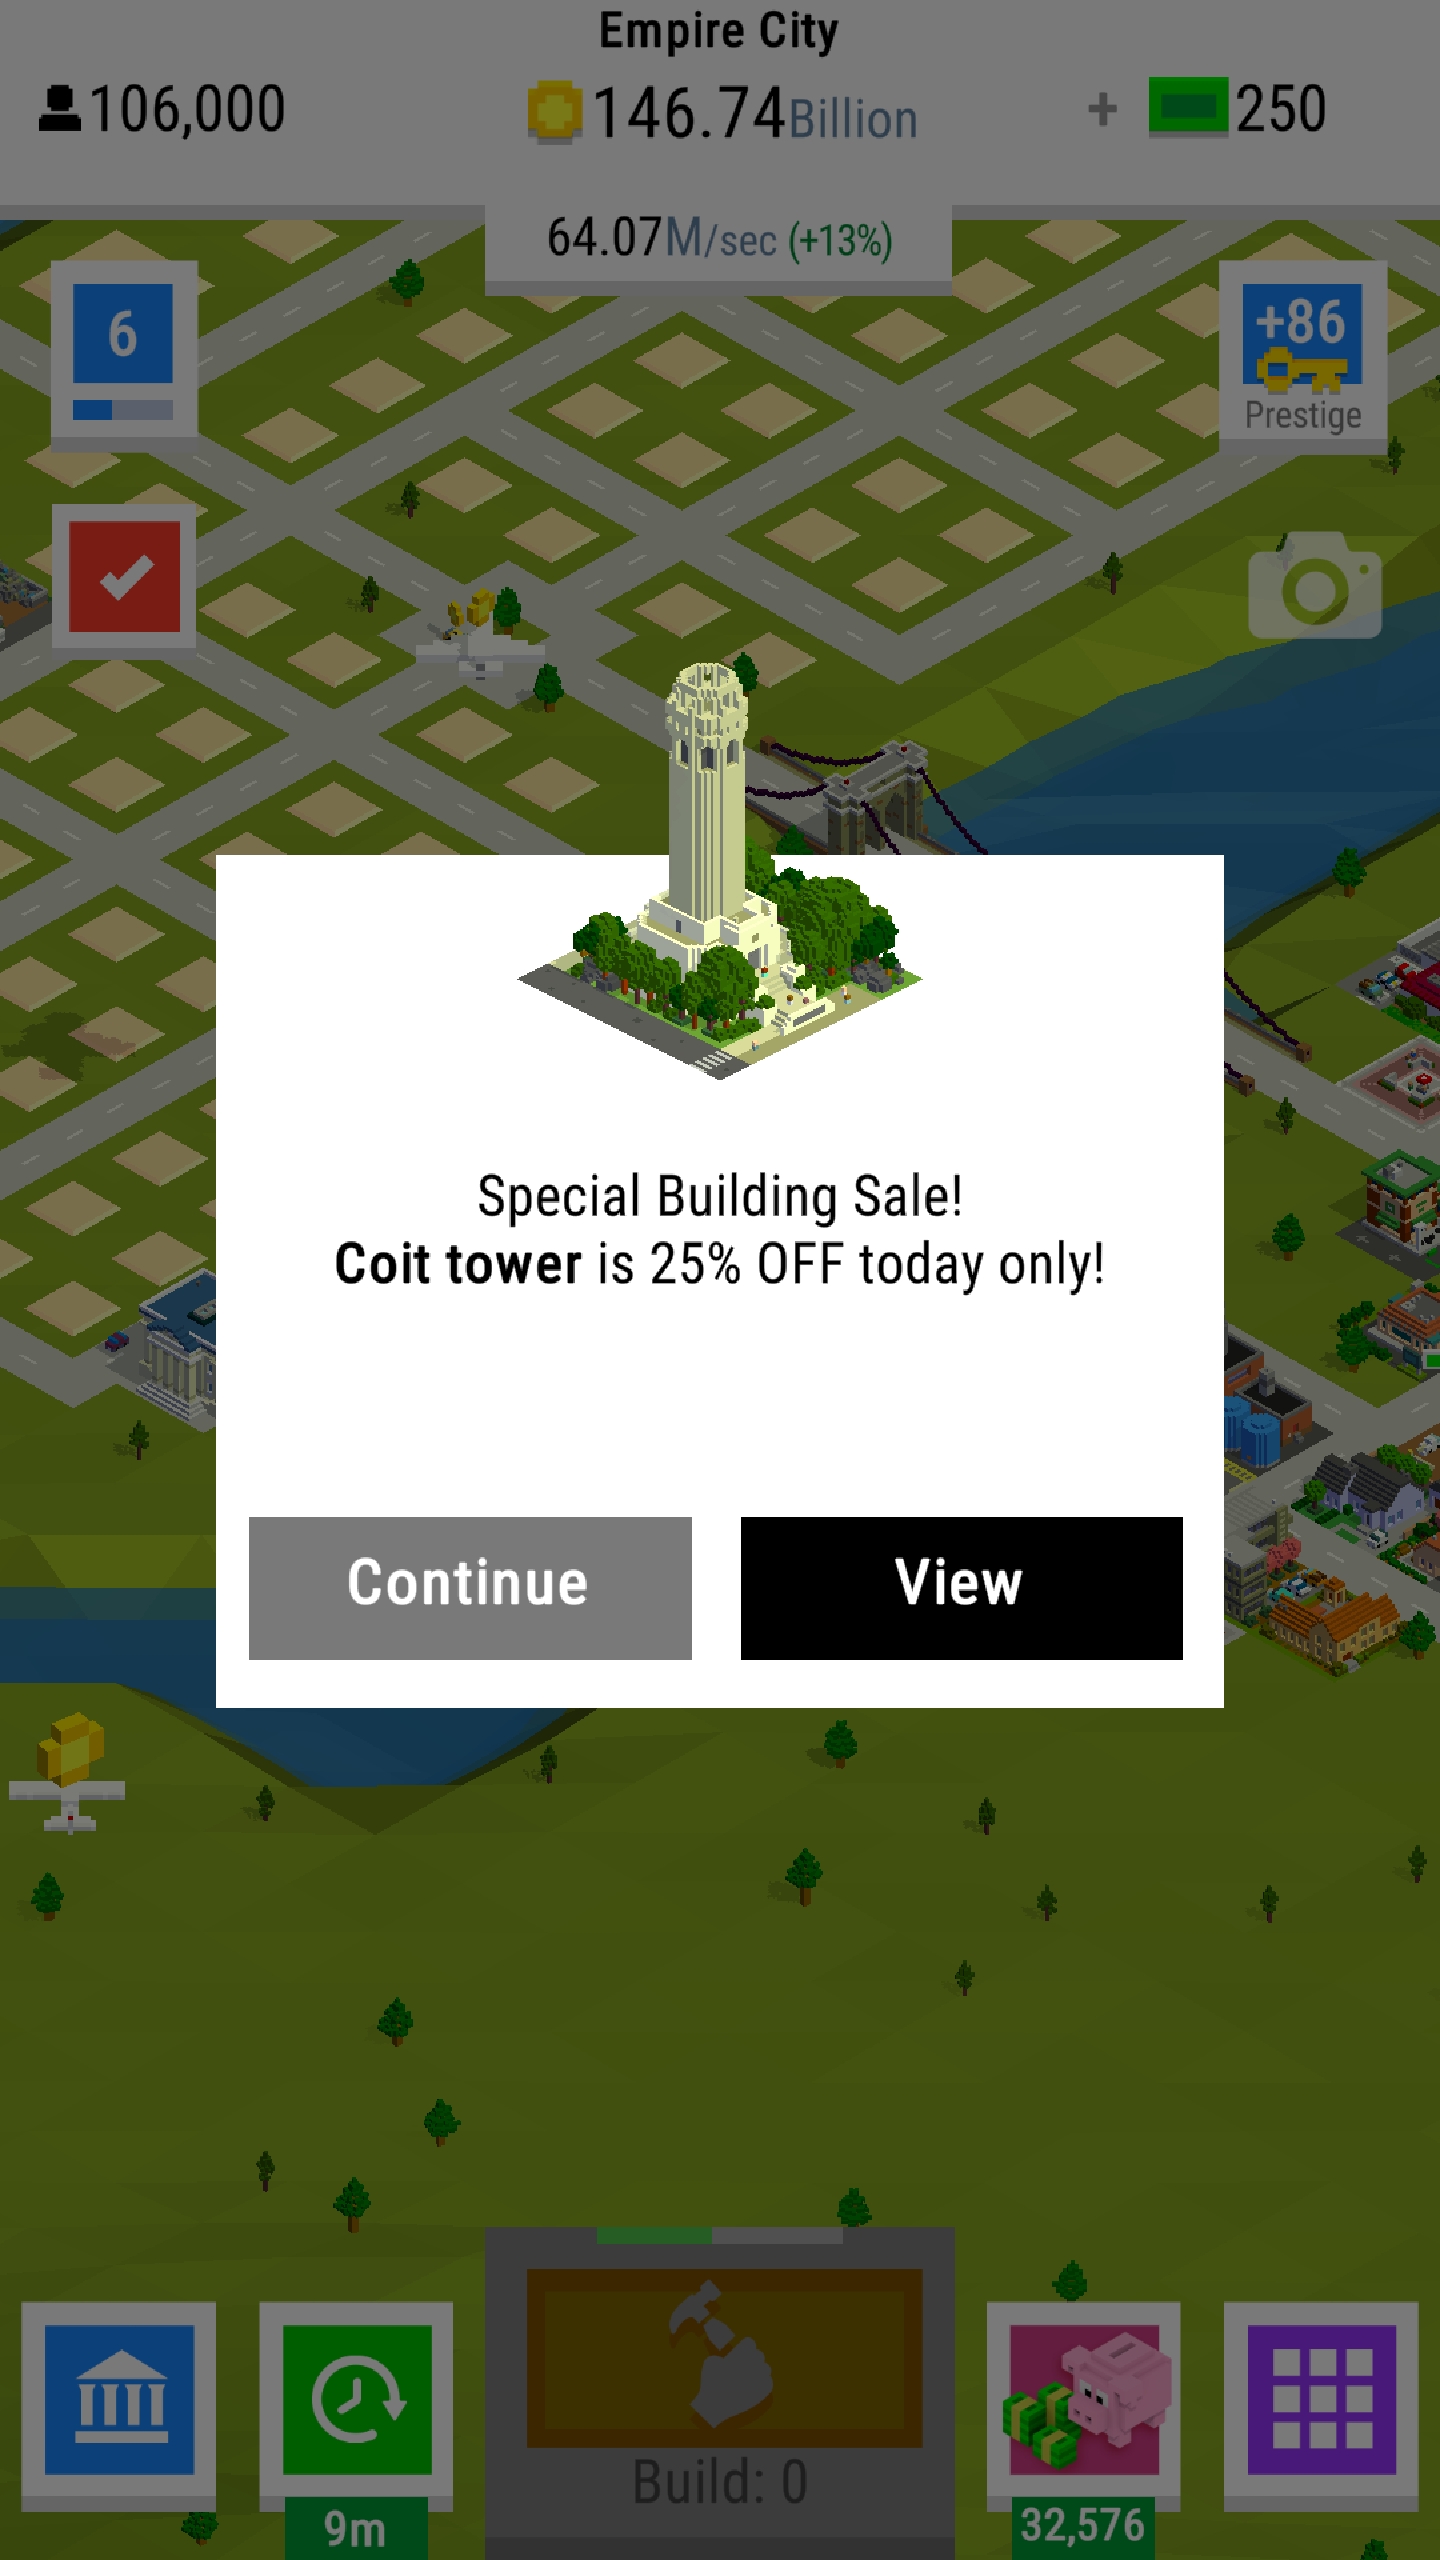 Empire City
106,000
146.74Billion
+ 250
64.07M/sec (+13%)
6
+86
Prestige
Special Building Sale!
Coit tower is 25% OFF today only!
Continue
View
Build: 0
9m
32,576